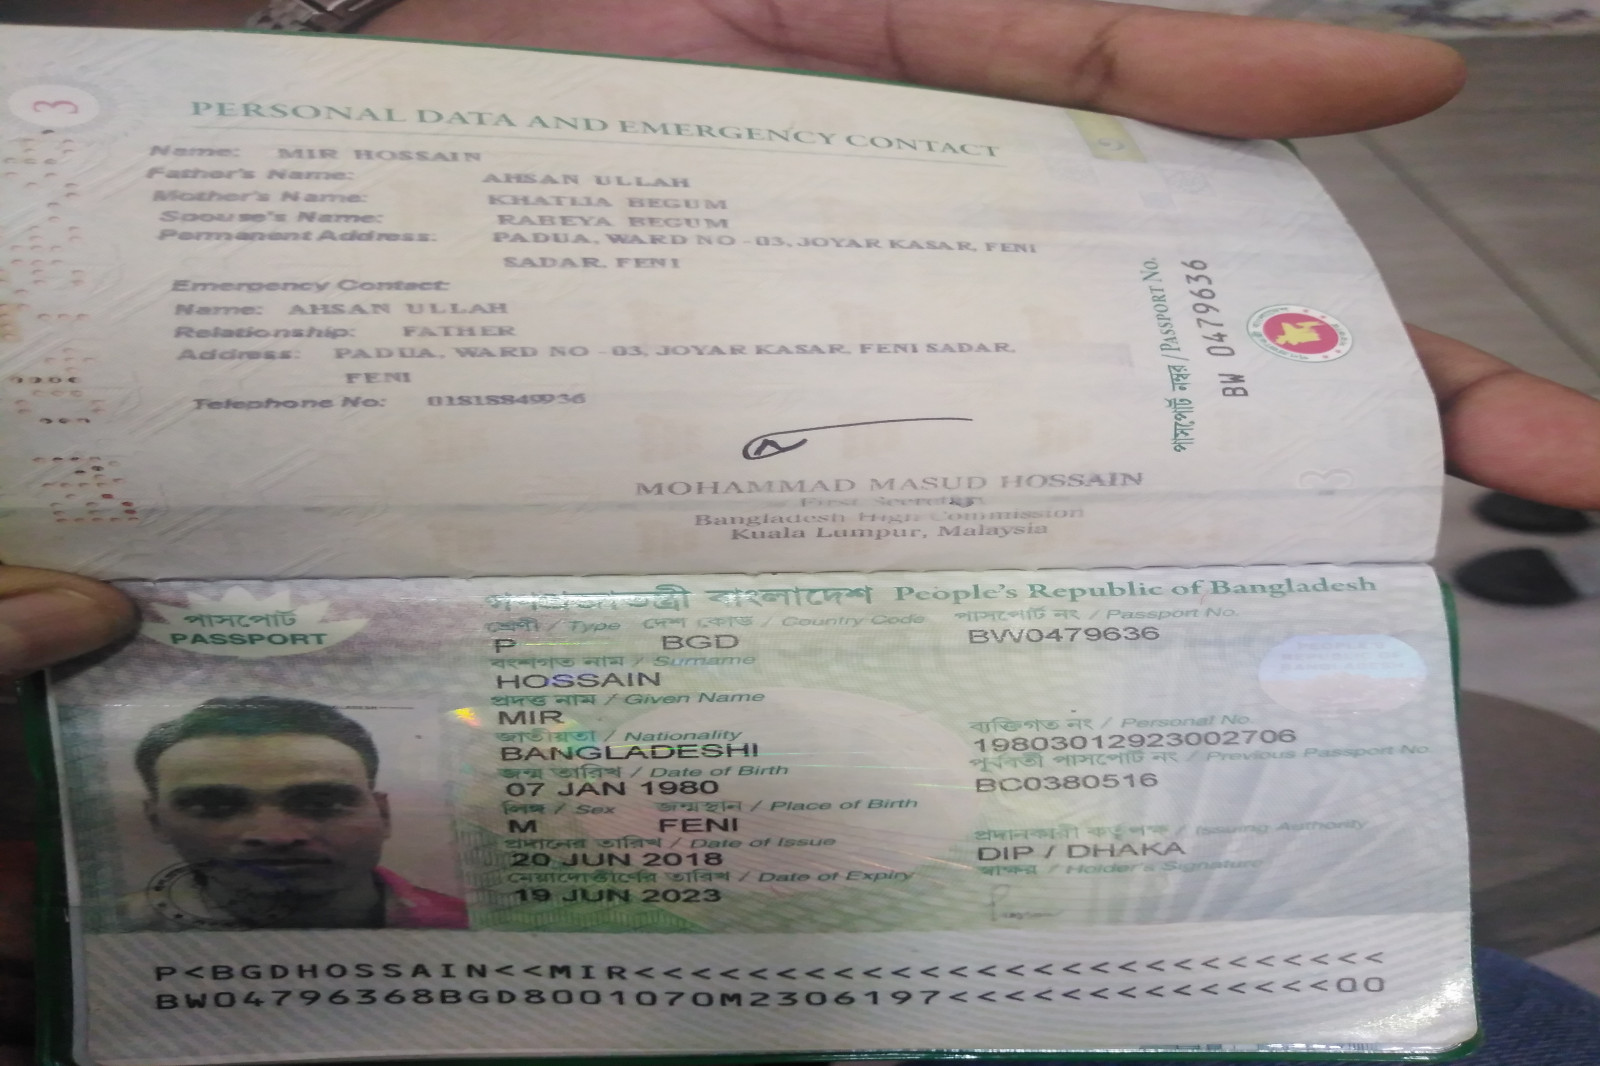 3
PERSONAL DATA AND EMERGENCY CONTACT
Name: MIR HOSSAIN
Father's Name: AHSAN ULLAH
Mother's Name: KHATIJA BEGUM
Spouse's Name: RABEYA BEGUM
Permanent Address: PADUA, WARD NO -03, JOYAR KASAR, FENI
SADAR, FENI
Emergency Contact:
Name: AHSAN ULLAH
Relationship: FATHER
Address: PADUA, WARD NO -03, JOYAR KASAR, FENI SADAR,
FENI
Telephone No: 01818849936
পাসপোর্ট নম্বর / PASSPORT No.
BW 0479636
MOHAMMAD MASUD HOSSAIN
First Secretary
Bangladesh High Commission
Kuala Lumpur, Malaysia
3
গণপ্রজাতন্ত্রী বাংলাদেশ People's Republic of Bangladesh
পাসপোর্ট
PASSPORT
শ্রেণী / Type দেশ কোড / Country Code পাসপোর্ট নং / Passport No.
P BGD BW0479636
বংশগত নাম / Surname
HOSSAIN
প্রদত্ত নাম / Given Name
MIR
জাতীয়তা / Nationality ব্যক্তিগত নং / Personal No.
BANGLADESHI 19803012923002706
জন্ম তারিখ / Date of Birth পূর্ববর্তী পাসপোর্ট নং / Previous Passport No.
07 JAN 1980 BC0380516
লিঙ্গ / Sex জন্মস্থান / Place of Birth
M FENI
প্রদানের তারিখ / Date of Issue প্রদানকারী কর্তৃপক্ষ / Issuing Authority
20 JUN 2018 DIP / DHAKA
মেয়াদোত্তীর্ণের তারিখ / Date of Expiry স্বাক্ষর / Holder's Signature
19 JUN 2023
P<BGDHOSSAIN<<MIR<<<<<<<<<<<<<<<<<<<<<<<<<<<
BW04796368BGD8001070M2306197<<<<<<<<<<<<<<00